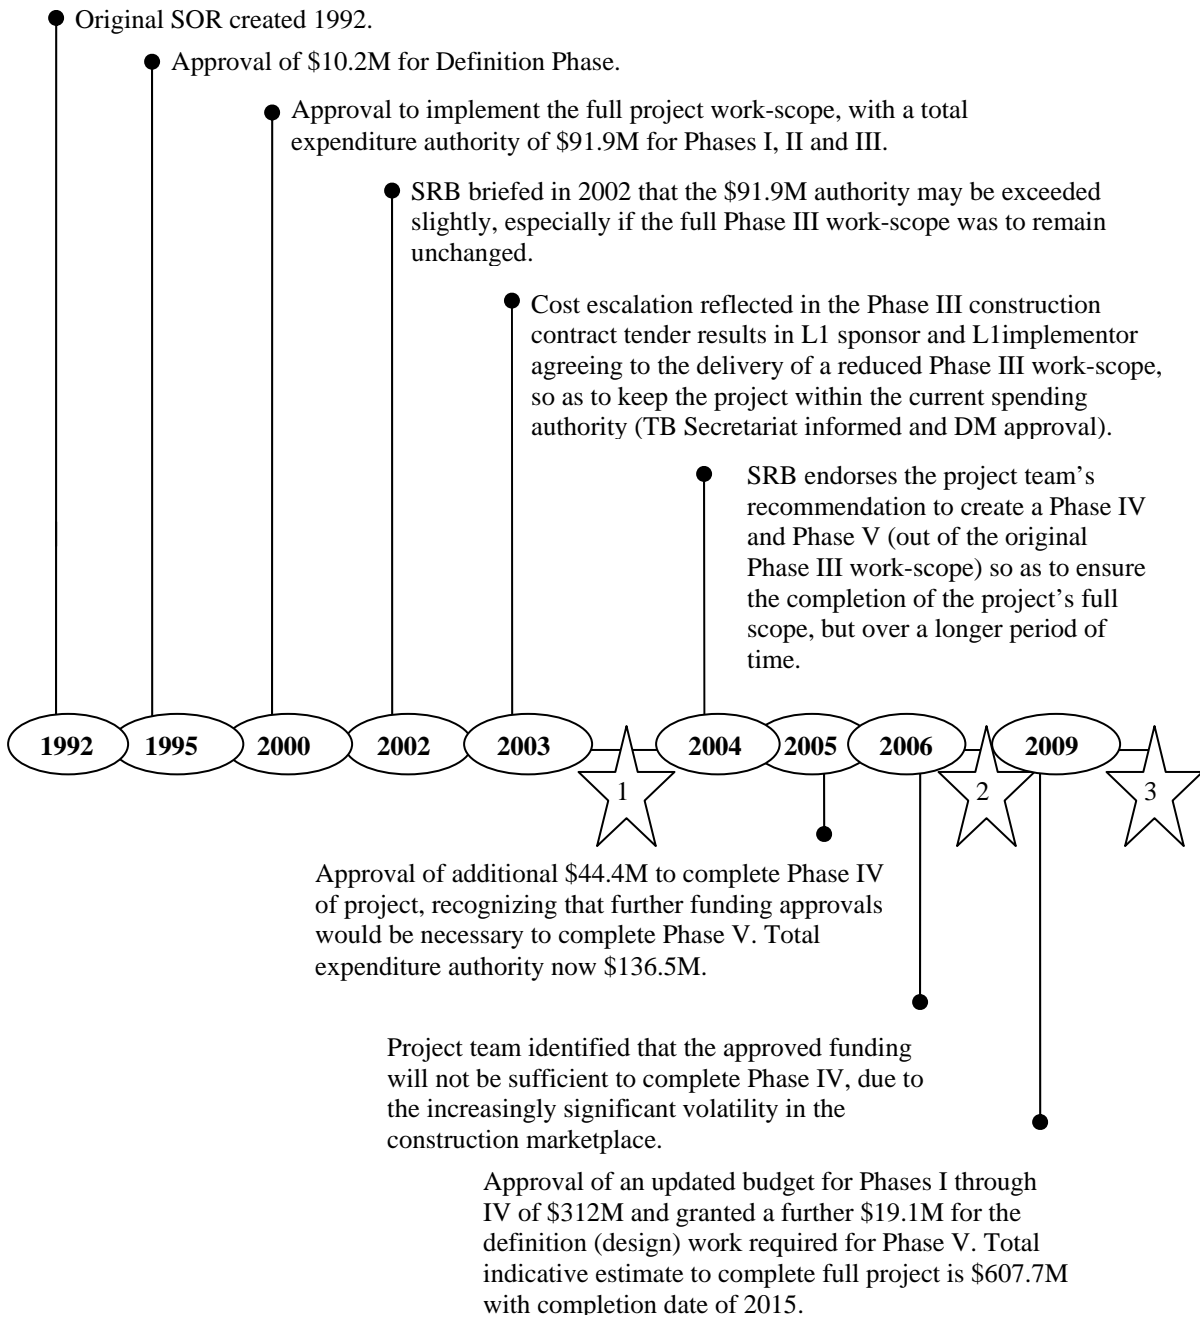 Original SOR created 1992.
Approval of $10.2M for Definition Phase.
Approval to implement the full project work-scope, with a total
expenditure authority of $91.9M for Phases I, II and III.
SRB briefed in 2002 that the $91.9M authority may be exceeded
slightly, especially if the full Phase III work-scope was to remain
unchanged.
Cost escalation reflected in the Phase III construction
contract tender results in L1 sponsor and L1implementor
agreeing to the delivery of a reduced Phase III work-scope,
so as to keep the project within the current spending
authority (TB Secretariat informed and DM approval).
SRB endorses the project team’s
recommendation to create a Phase IV
and Phase V (out of the original
Phase III work-scope) so as to ensure
the completion of the project’s full
scope, but over a longer period of
time.
1992 1995 2000 2002 2003 2004 2005 2006 2009
1 2 3
Approval of additional $44.4M to complete Phase IV
of project, recognizing that further funding approvals
would be necessary to complete Phase V. Total
expenditure authority now $136.5M.
Project team identified that the approved funding
will not be sufficient to complete Phase IV, due to
the increasingly significant volatility in the
construction marketplace.
Approval of an updated budget for Phases I through
IV of $312M and granted a further $19.1M for the
definition (design) work required for Phase V. Total
indicative estimate to complete full project is $607.7M
with completion date of 2015.